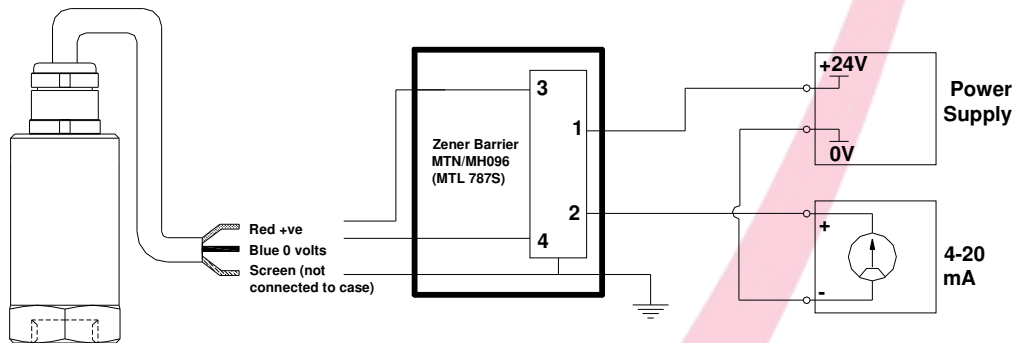 Red +ve
Blue 0 volts
Screen (not
connected to case)
Zener Barrier
MTN/MH096
(MTL 787S)
3
4
1
2
+24V
0V
Power
Supply
+
-
4-20
mA